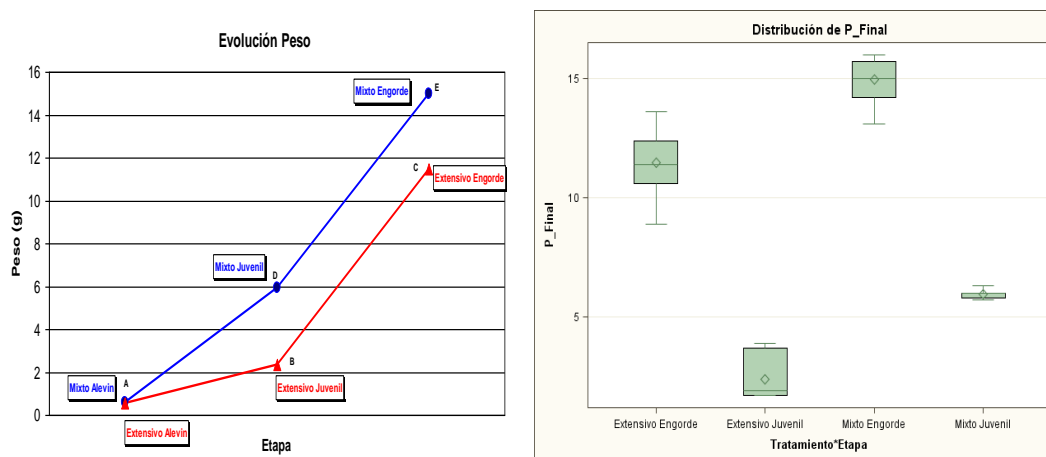 Evolución Peso
16
14
12
10
8
6
4
2
0
Peso (g)
Mixto Engorde
E
C
Extensivo Engorde
Mixto Juvenil
D
B
Extensivo Juvenil
Mixto Alevin
A
Extensivo Alevin
Etapa
Distribución de P_Final
15
10
5
P_Final
Extensivo Engorde
Extensivo Juvenil
Mixto Engorde
Mixto Juvenil
Tratamiento*Etapa